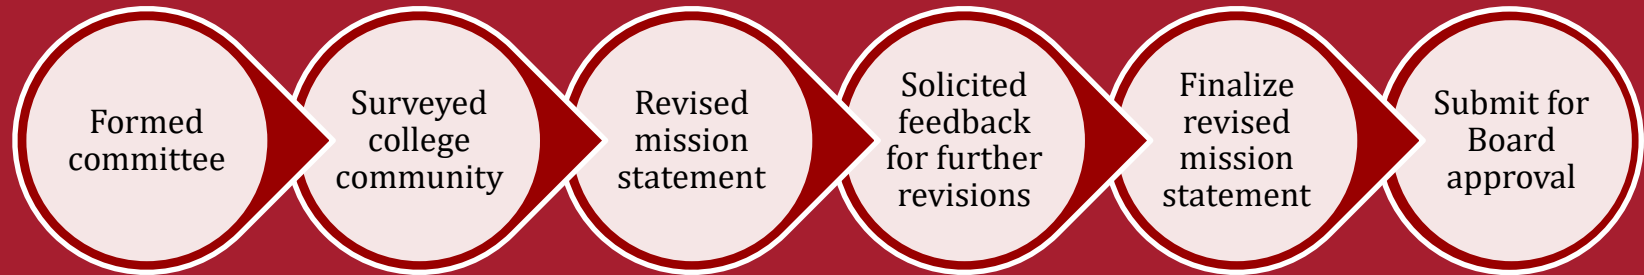 Formed
committee
Surveyed
college
community
Revised
mission
statement
Solicited
feedback
for further
revisions
Finalize
revised
mission
statement
Submit for
Board
approval